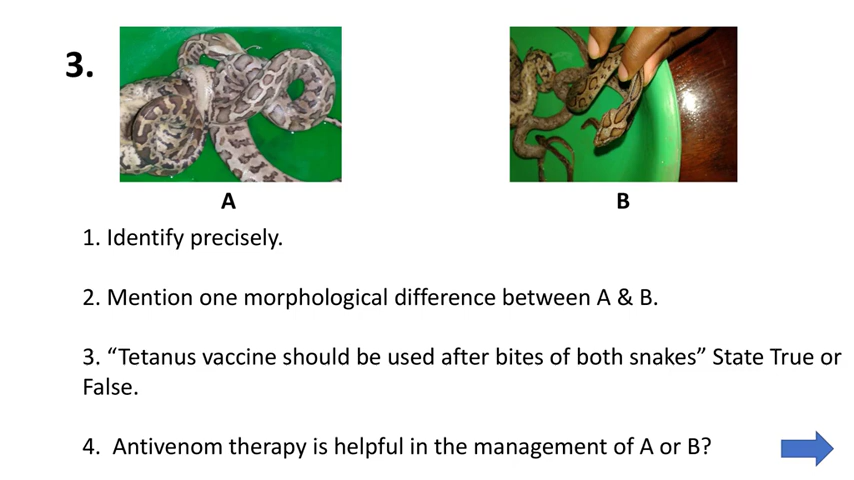 3.
A
B
1. Identify precisely.
2. Mention one morphological difference between A & B.
3. “Tetanus vaccine should be used after bites of both snakes” State True or
False.
4. Antivenom therapy is helpful in the management of A or B?